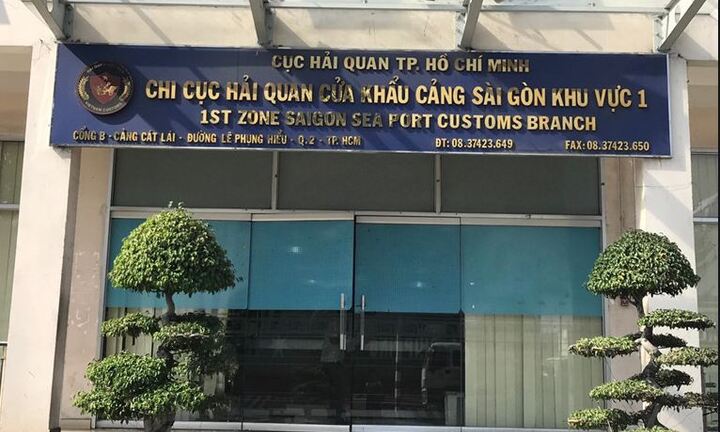 CỤC HẢI QUAN TP. HỒ CHÍ MINH
CHI CỤC HẢI QUAN CỬA KHẨU CẢNG SÀI GÒN KHU VỰC 1
1ST ZONE SAIGON SEA PORT CUSTOMS BRANCH
CỔNG B - CẢNG CÁT LÁI - ĐƯỜNG LÊ PHỤNG HIỂU - Q.2 - TP. HCM ĐT: 08.37423.649 FAX: 08.37423.650
VIETNAM CUSTOMS